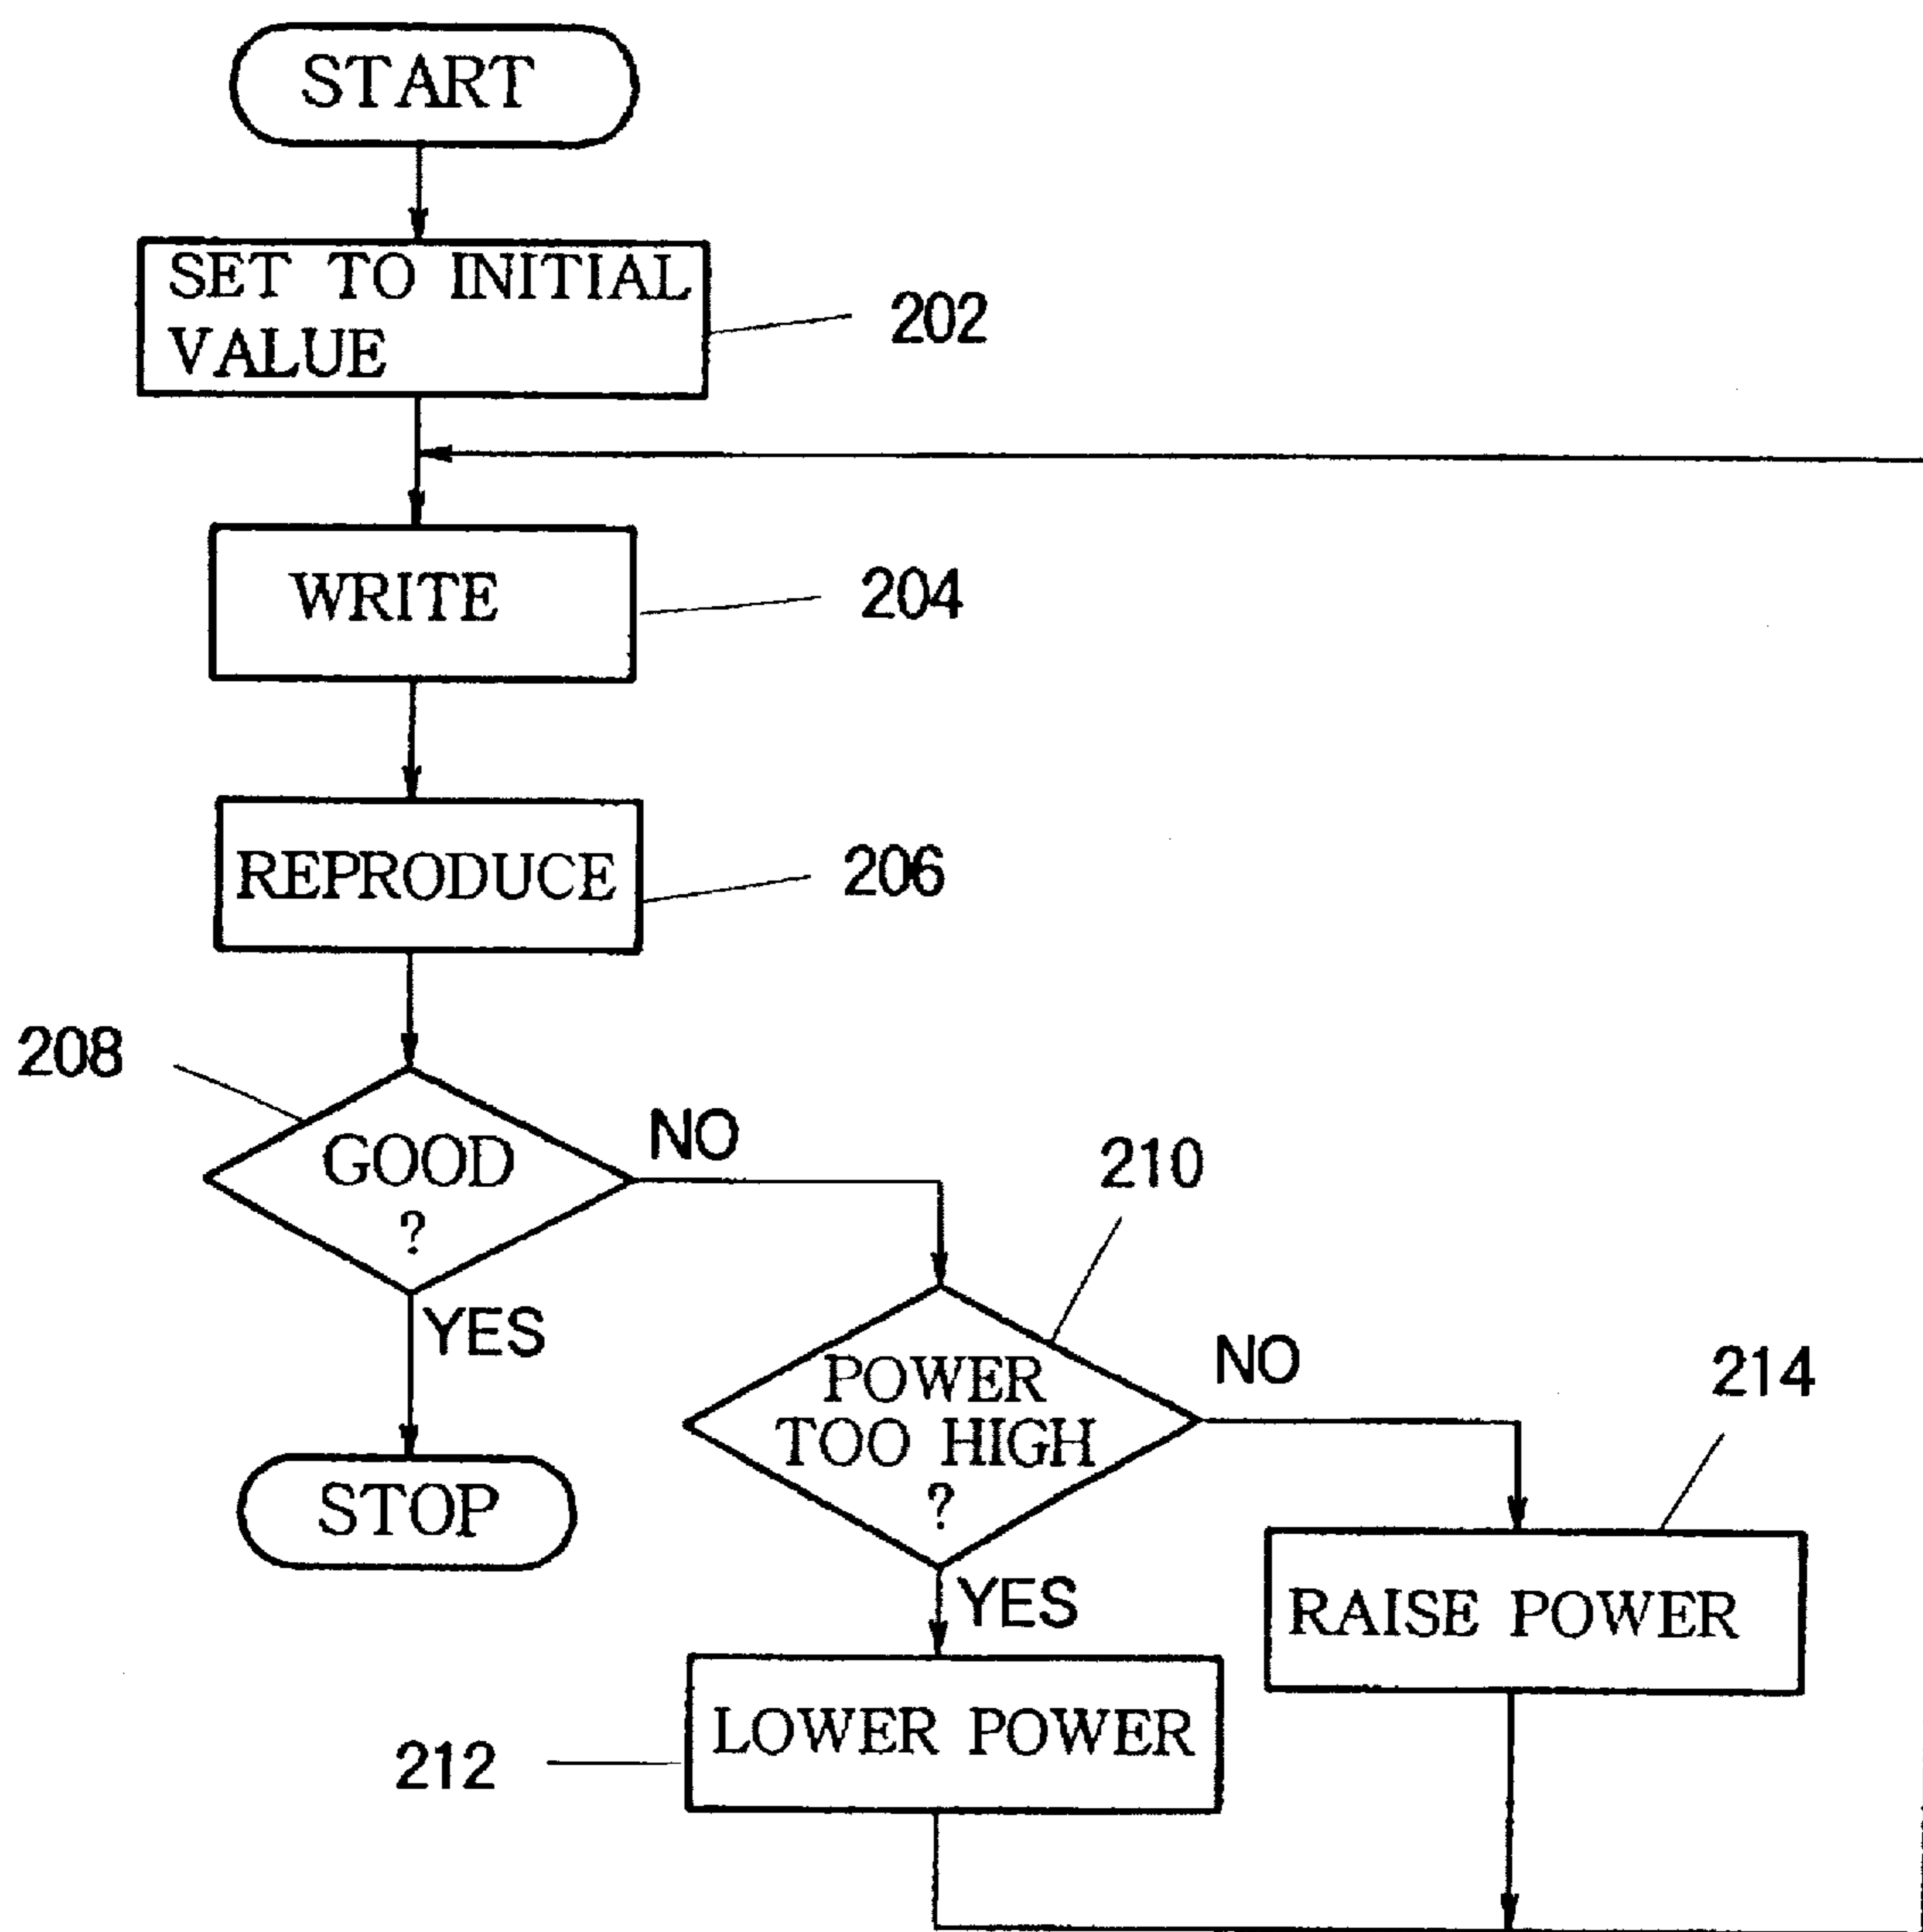 START
SET TO INITIAL
VALUE
202
WRITE
204
REPRODUCE
206
208
GOOD
?
NO
YES
STOP
210
POWER
TOO HIGH
?
NO
YES
214
RAISE POWER
LOWER POWER
212